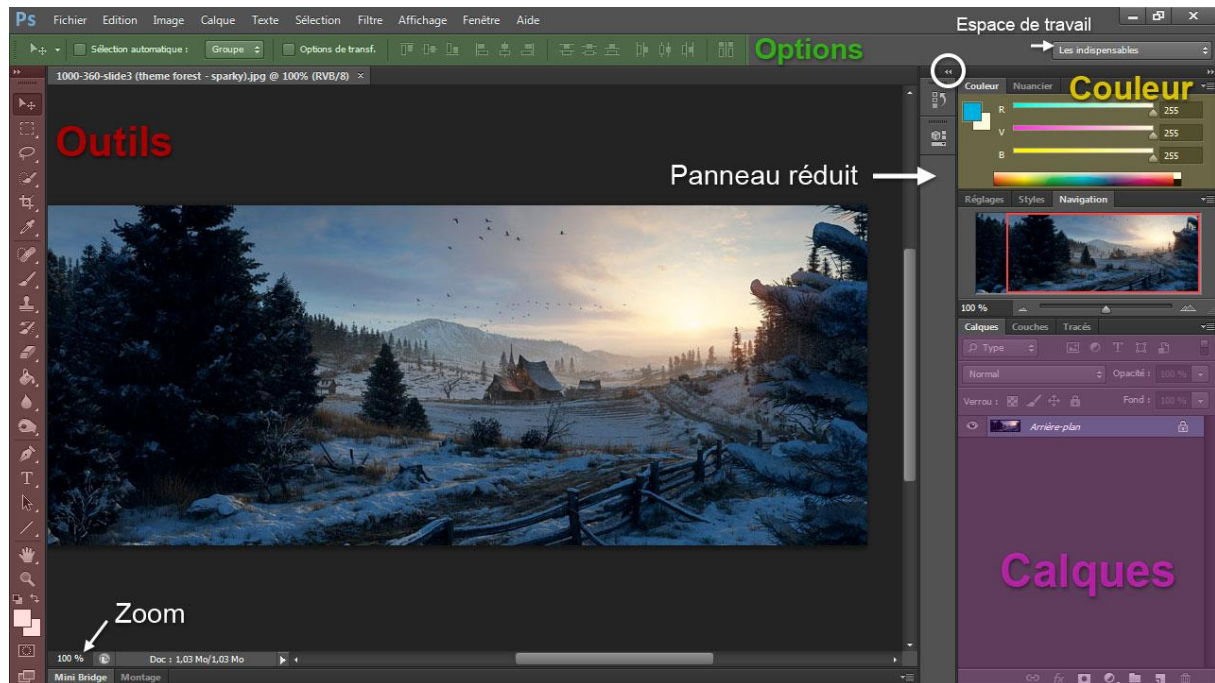 Ps Fichier Edition Image Calque Texte Sélection Filtre Affichage Fenêtre Aide
Espace de travail
Sélection automatique : Groupe Options de transf.
Options
Les indispensables
1000-360-slide3 (theme forest - sparky).jpg @ 100% (RVB/8) ×
Couleur Nuancier
Couleur
R 255
V 255
B 255
Outils
Panneau réduit
Réglages Styles Navigation
100 %
Calques Couches Tracés
Type
Normal Opacité : 100 %
Verrou : Fond : 100 %
Arrière-plan
Calques
Zoom
100 % Doc : 1,03 Mo/1,03 Mo
Mini Bridge Montage